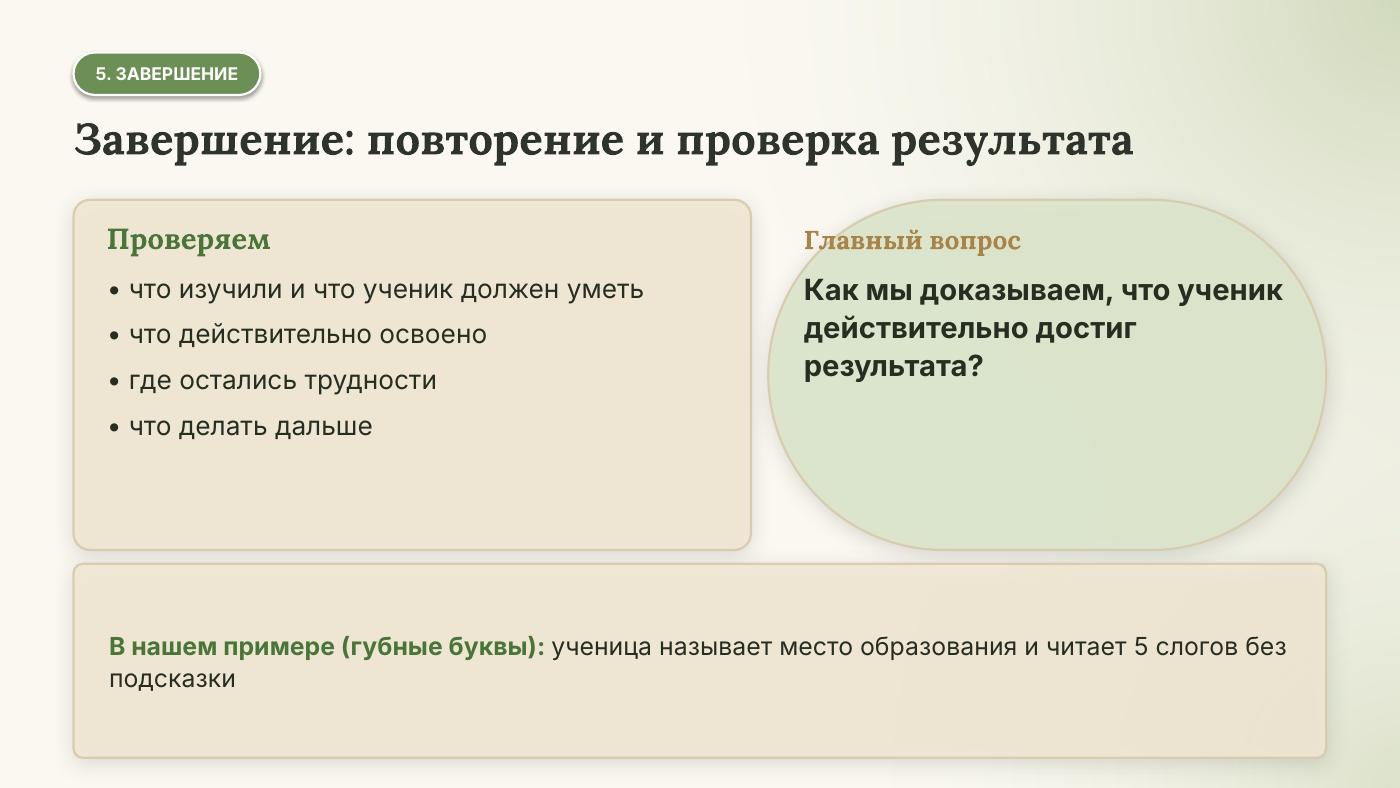 5. ЗАВЕРШЕНИЕ
Завершение: повторение и проверка результата
Проверяем
• что изучили и что ученик должен уметь
• что действительно освоено
• где остались трудности
• что делать дальше
Главный вопрос
Как мы доказываем, что ученик
действительно достиг
результата?
В нашем примере (губные буквы): ученица называет место образования и читает 5 слогов без
подсказки